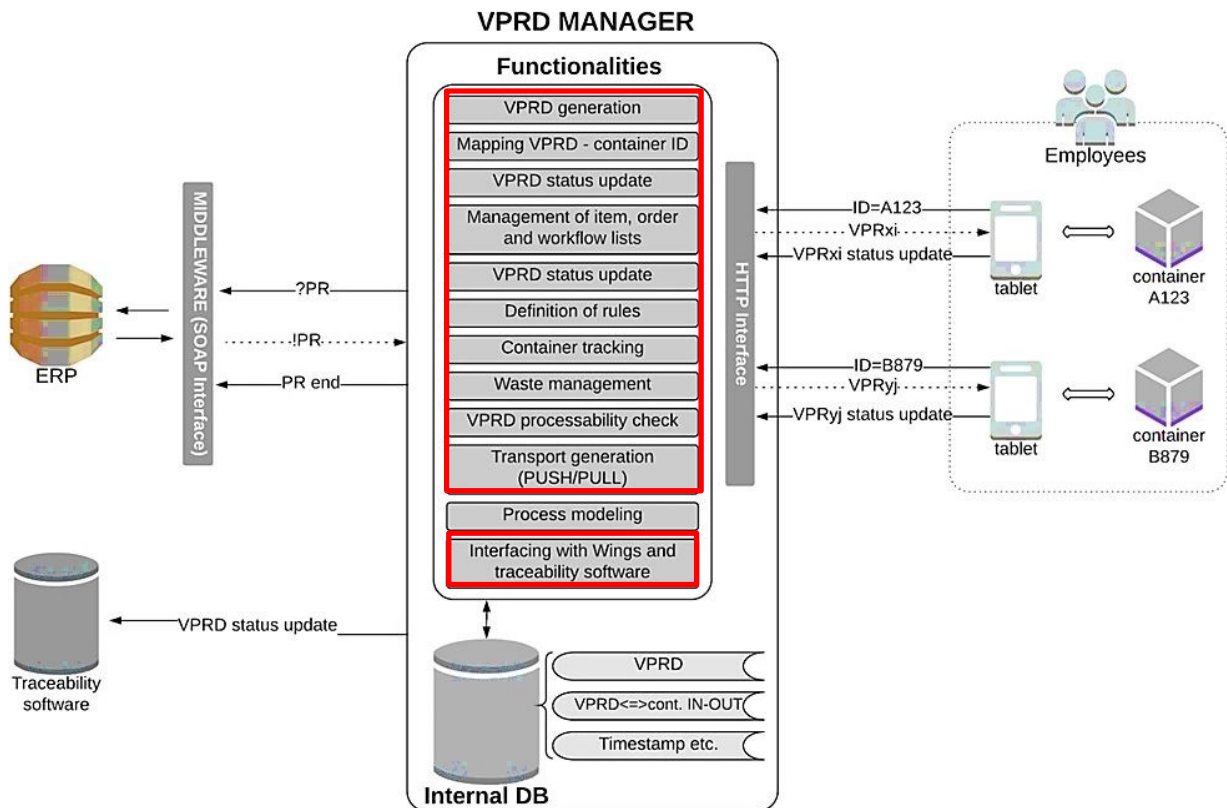 VPRD MANAGER
Functionalities
VPRD generation
Mapping VPRD - container ID
VPRD status update
Management of item, order
and workflow lists
VPRD status update
Definition of rules
Container tracking
Waste management
VPRD processability check
Transport generation
(PUSH/PULL)
Process modeling
Interfacing with Wings and
traceability software
ERP
MIDDLEWARE (SOAP Interface)
?PR
!PR
PR end
Traceability
software
VPRD status update
Internal DB
VPRD
VPRD<=>cont. IN-OUT
Timestamp etc.
HTTP Interface
Employees
ID=A123
VPRxi
VPRxi status update
tablet
container
A123
ID=B879
VPRyj
VPRyj status update
tablet
container
B879